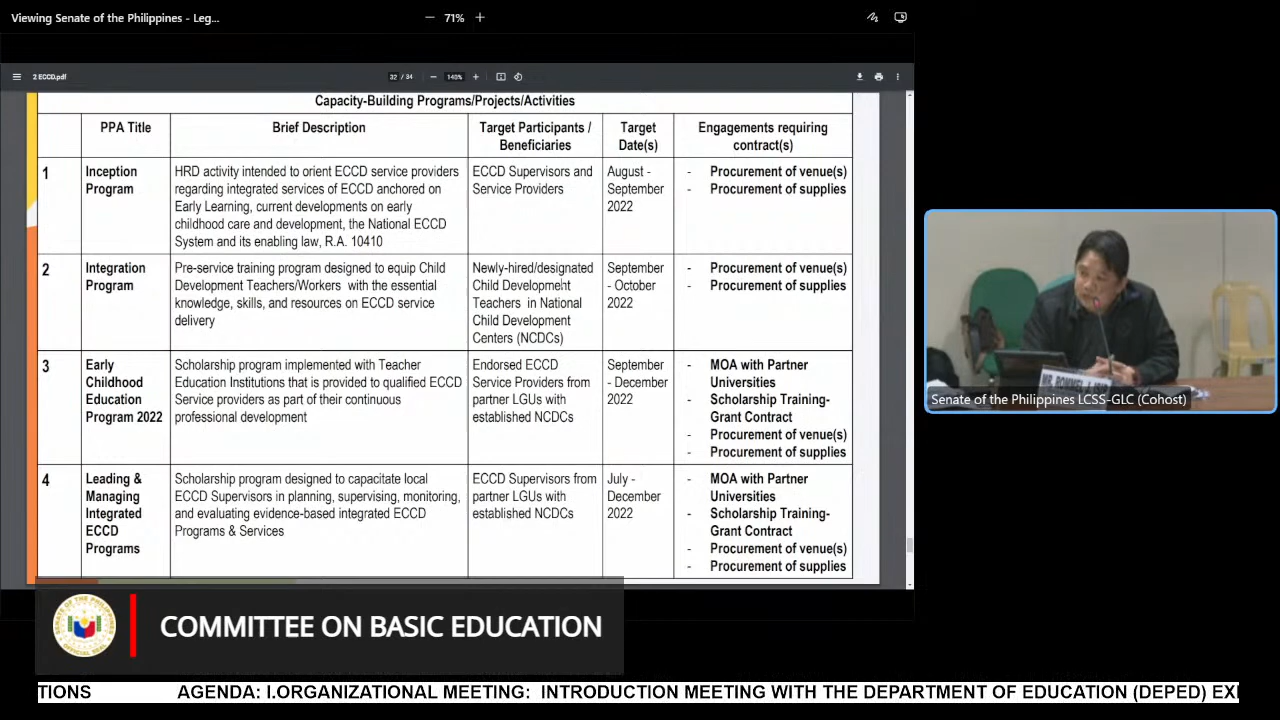 Viewing Senate of the Philippines - Leg...
71%
2 ECCD.pdf
32 / 34
140%
Capacity-Building Programs/Projects/Activities
PPA Title
Brief Description
Target Participants / Beneficiaries
Target Date(s)
Engagements requiring contract(s)
1
Inception
Program
HRD activity intended to orient ECCD service providers
regarding integrated services of ECCD anchored on
Early Learning, current developments on early
childhood care and development, the National ECCD
System and its enabling law, R.A. 10410
ECCD Supervisors and
Service Providers
August -
September
2022
- Procurement of venue(s)
- Procurement of supplies
2
Integration
Program
Pre-service training program designed to equip Child
Development Teachers/Workers with the essential
knowledge, skills, and resources on ECCD service
delivery
Newly-hired/designated
Child Development
Teachers in National
Child Development
Centers (NCDCs)
September
- October
2022
- Procurement of venue(s)
- Procurement of supplies
3
Early
Childhood
Education
Program 2022
Scholarship program implemented with Teacher
Education Institutions that is provided to qualified ECCD
Service providers as part of their continuous
professional development
Endorsed ECCD
Service Providers from
partner LGUs with
established NCDCs
September
- December
2022
- MOA with Partner
Universities
- Scholarship Training-
Grant Contract
- Procurement of venue(s)
- Procurement of supplies
4
Leading &
Managing
Integrated
ECCD
Programs
Scholarship program designed to capacitate local
ECCD Supervisors in planning, supervising, monitoring,
and evaluating evidence-based integrated ECCD
Programs & Services
ECCD Supervisors from
partner LGUs with
established NCDCs
July -
December
2022
- MOA with Partner
Universities
- Scholarship Training-
Grant Contract
- Procurement of venue(s)
- Procurement of supplies
MR. ROMMEL
Senate of the Philippines LCSS-GLC (Cohost)
COMMITTEE ON BASIC EDUCATION
TIONS AGENDA: I.ORGANIZATIONAL MEETING: INTRODUCTION MEETING WITH THE DEPARTMENT OF EDUCATION (DEPED) EX